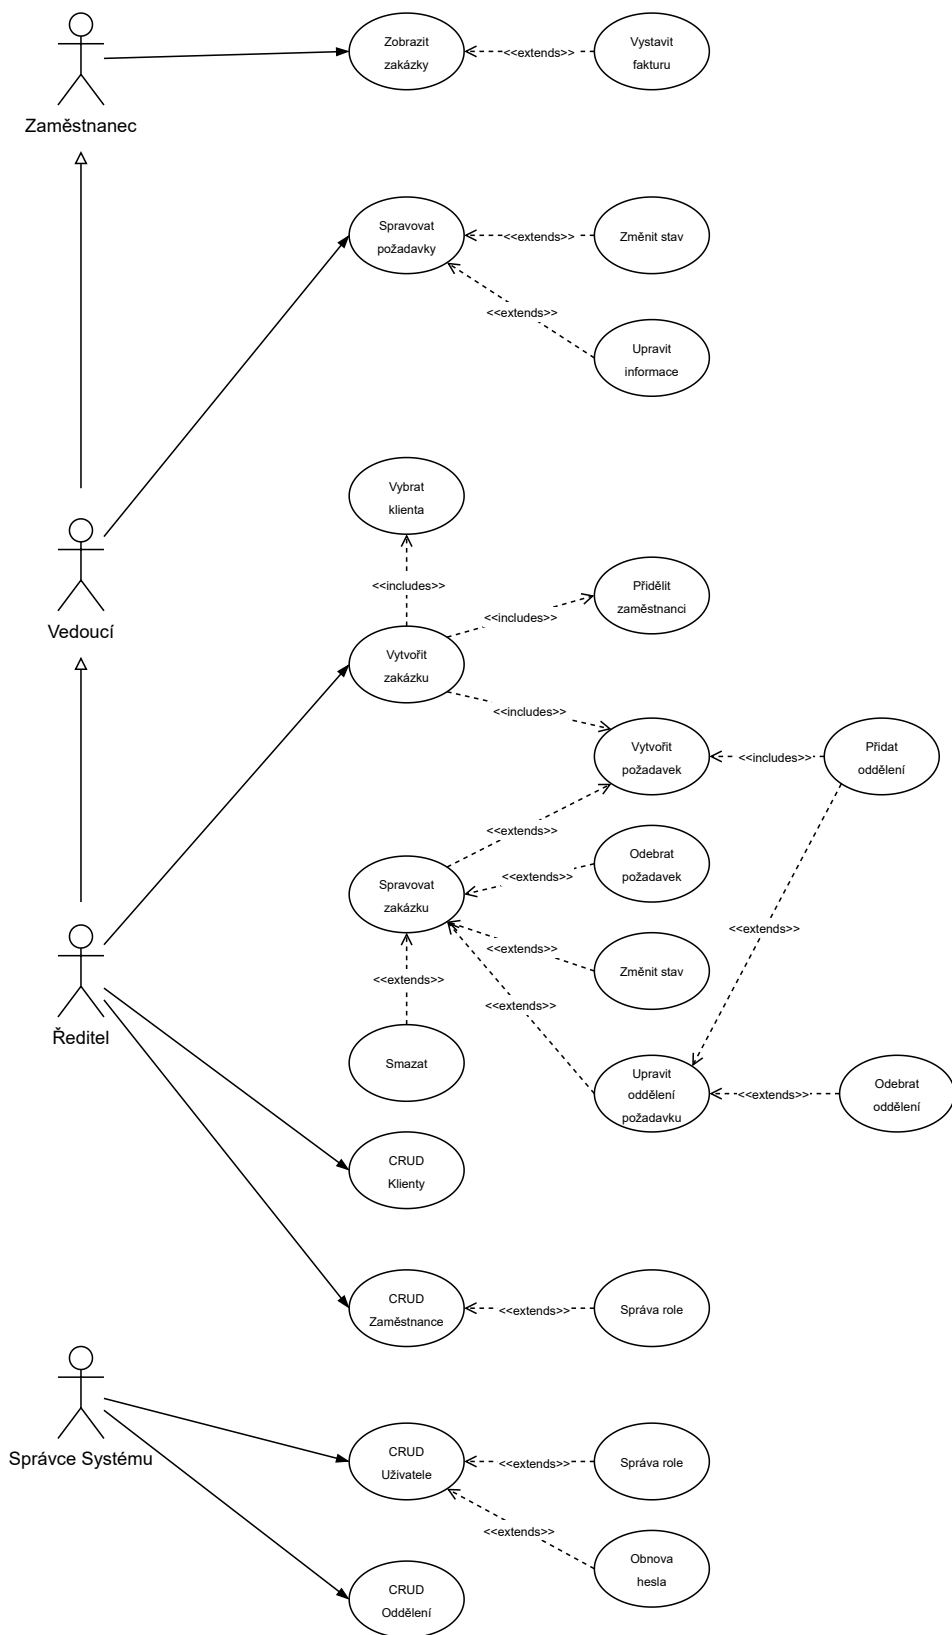 Zobrazit
zakázky
<<extends>>
Vystavit
fakturu
Zaměstnanec
Spravovat
požadavky
<<extends>>
Změnit stav
<<extends>>
Upravit
informace
Vybrat
klienta
Vedoucí
<<includes>>
Přidělit
zaměstnanci
<<includes>>
Vytvořit
zakázku
<<includes>>
Vytvořit
požadavek
<<includes>>
Přidat
oddělení
<<extends>>
Odebrat
požadavek
<<extends>>
Spravovat
zakázku
<<extends>>
<<extends>>
Změnit stav
<<extends>>
<<extends>>
Ředitel
Smazat
Upravit
oddělení
požadavku
<<extends>>
Odebrat
oddělení
CRUD
Klienty
CRUD
Zaměstnance
<<extends>>
Správa role
Správce Systému
CRUD
Uživatele
<<extends>>
Správa role
<<extends>>
Obnova
hesla
CRUD
Oddělení